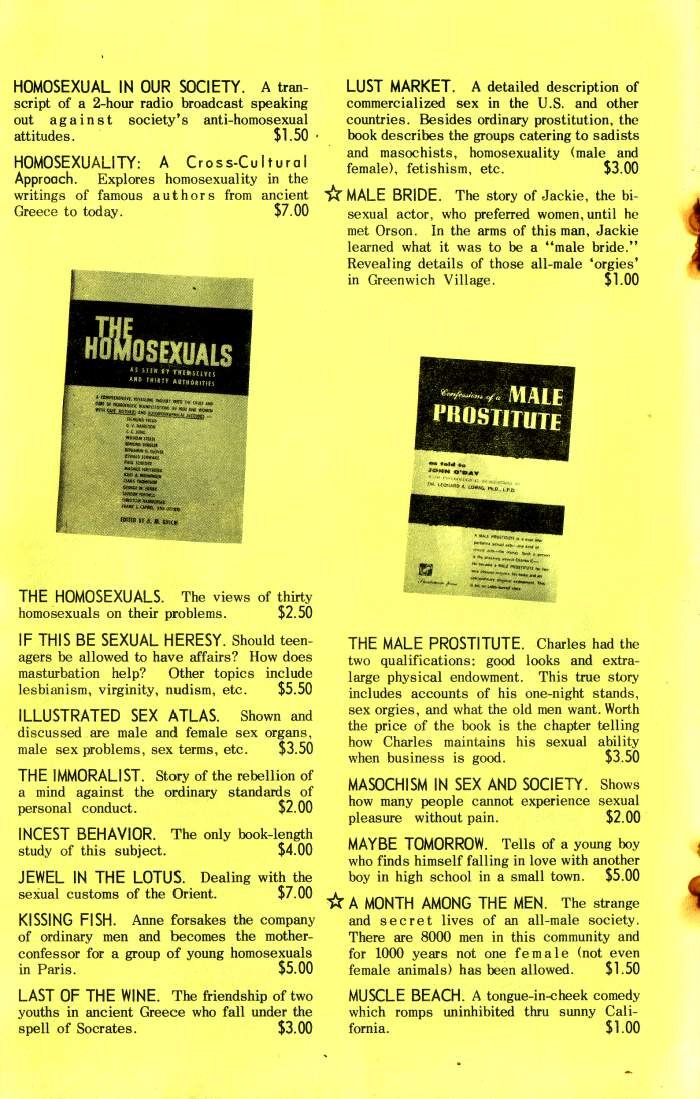 HOMOSEXUAL IN OUR SOCIETY. A tran-
script of a 2-hour radio broadcast speaking
out against society's anti-homosexual
attitudes. $1.50
HOMOSEXUALITY: A Cross-Cultural
Approach. Explores homosexuality in the
writings of famous authors from ancient
Greece to today. $7.00
THE
HOMOSEXUALS
AS SEEN BY THEMSELVES
AND THIRTY AUTHORITIES
THE HOMOSEXUALS. The views of thirty
homosexuals on their problems. $2.50
IF THIS BE SEXUAL HERESY. Should teen-
agers be allowed to have affairs? How does
masturbation help? Other topics include
lesbianism, virginity, nudism, etc. $5.50
ILLUSTRATED SEX ATLAS. Shown and
discussed are male and female sex organs,
male sex problems, sex terms, etc. $3.50
THE IMMORALIST. Story of the rebellion of
a mind against the ordinary standards of
personal conduct. $2.00
INCEST BEHAVIOR. The only book-length
study of this subject. $4.00
JEWEL IN THE LOTUS. Dealing with the
sexual customs of the Orient. $7.00
KISSING FISH. Anne forsakes the company
of ordinary men and becomes the mother-
confessor for a group of young homosexuals
in Paris. $5.00
LAST OF THE WINE. The friendship of two
youths in ancient Greece who fall under the
spell of Socrates. $3.00
LUST MARKET. A detailed description of
commercialized sex in the U.S. and other
countries. Besides ordinary prostitution, the
book describes the groups catering to sadists
and masochists, homosexuality (male and
female), fetishism, etc. $3.00
☆ MALE BRIDE. The story of Jackie, the bi-
sexual actor, who preferred women, until he
met Orson. In the arms of this man, Jackie
learned what it was to be a "male bride."
Revealing details of those all-male 'orgies'
in Greenwich Village. $1.00
Confessions of a MALE
PROSTITUTE
as told to
JOHN O'DAY
THE MALE PROSTITUTE. Charles had the
two qualifications: good looks and extra-
large physical endowment. This true story
includes accounts of his one-night stands,
sex orgies, and what the old men want. Worth
the price of the book is the chapter telling
how Charles maintains his sexual ability
when business is good. $3.50
MASOCHISM IN SEX AND SOCIETY. Shows
how many people cannot experience sexual
pleasure without pain. $2.00
MAYBE TOMORROW. Tells of a young boy
who finds himself falling in love with another
boy in high school in a small town. $5.00
☆ A MONTH AMONG THE MEN. The strange
and secret lives of an all-male society.
There are 8000 men in this community and
for 1000 years not one female (not even
female animals) has been allowed. $1.50
MUSCLE BEACH. A tongue-in-cheek comedy
which romps uninhibited thru sunny Cali-
fornia. $1.00